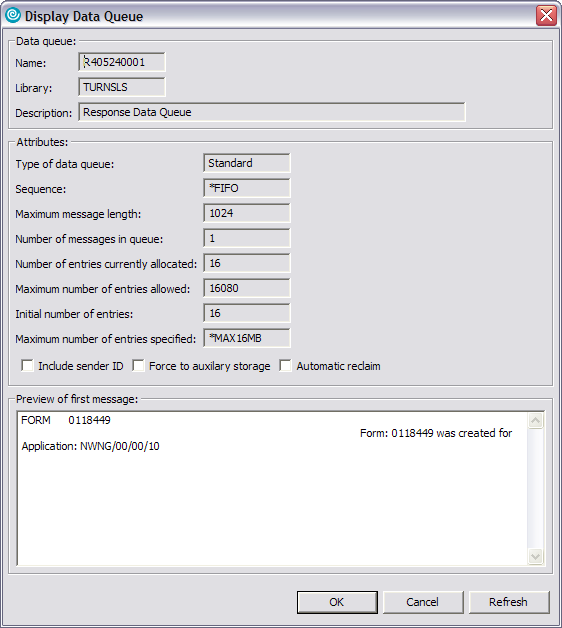 Display Data Queue
Data queue:
Name: R405240001
Library: TURNSLS
Description: Response Data Queue
Attributes:
Type of data queue: Standard
Sequence: *FIFO
Maximum message length: 1024
Number of messages in queue: 1
Number of entries currently allocated: 16
Maximum number of entries allowed: 16080
Initial number of entries: 16
Maximum number of entries specified: *MAX16MB
Include sender ID Force to auxilary storage Automatic reclaim
Preview of first message:
FORM 0118449
Form: 0118449 was created for
Application: NWNG/00/00/10
OK Cancel Refresh